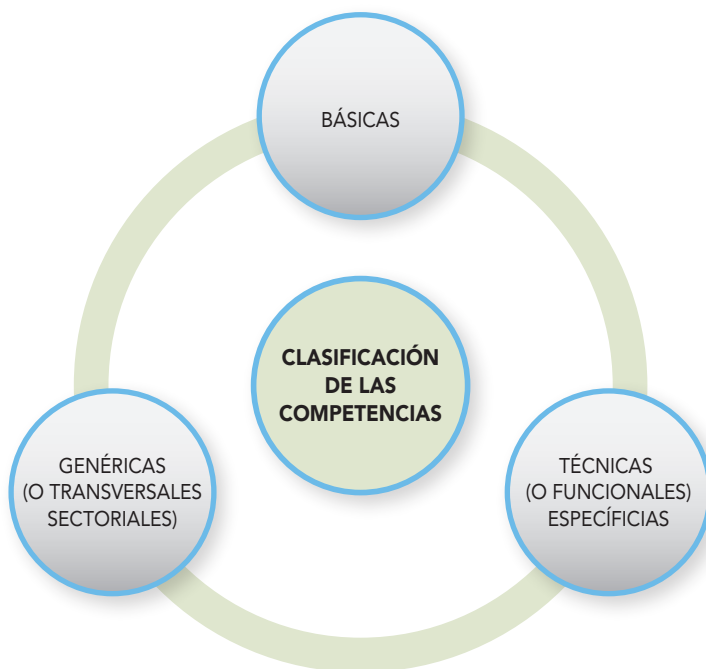 BÁSICAS
CLASIFICACIÓN
DE LAS
COMPETENCIAS
GENÉRICAS
(O TRANSVERSALES
SECTORIALES)
TÉCNICAS
(O FUNCIONALES)
ESPECÍFICIAS